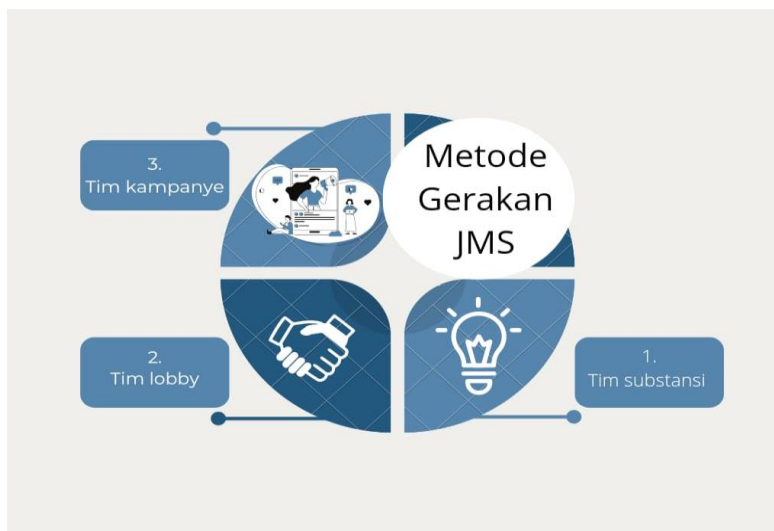 Metode
Gerakan
JMS
1.
Tim substansi
2.
Tim lobby
3.
Tim kampanye